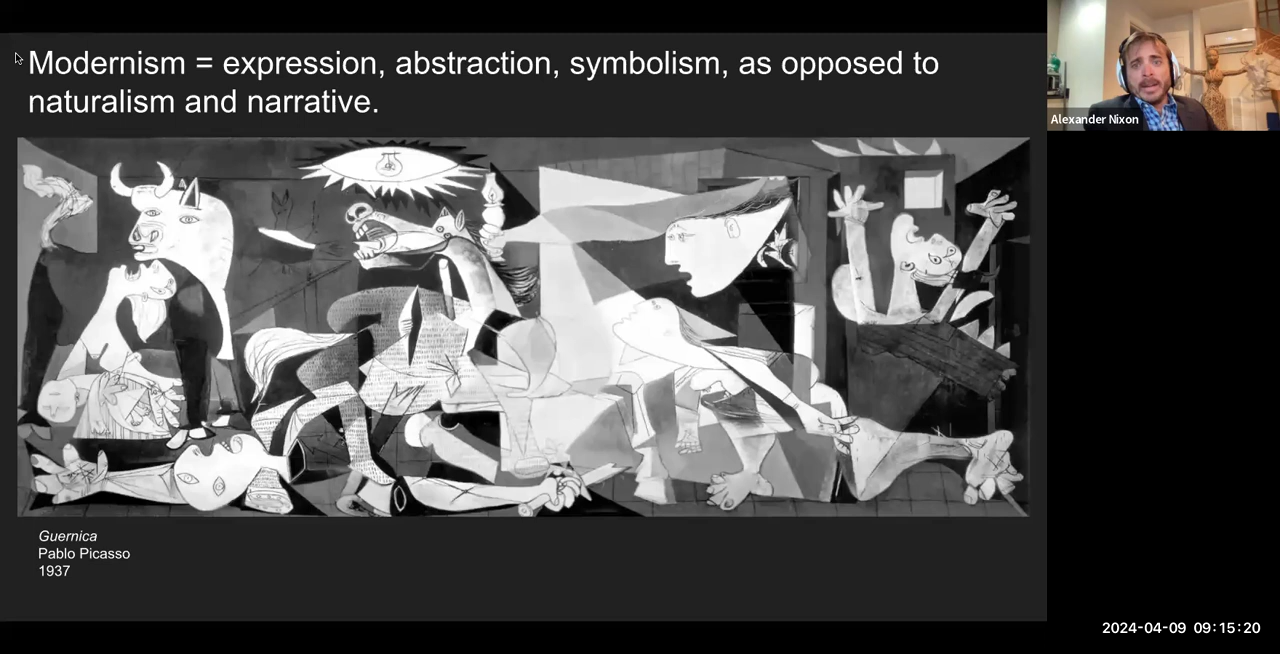 Modernism = expression, abstraction, symbolism, as opposed to
naturalism and narrative.
Alexander Nixon
Guernica
Pablo Picasso
1937
2024-04-09 09:15:20